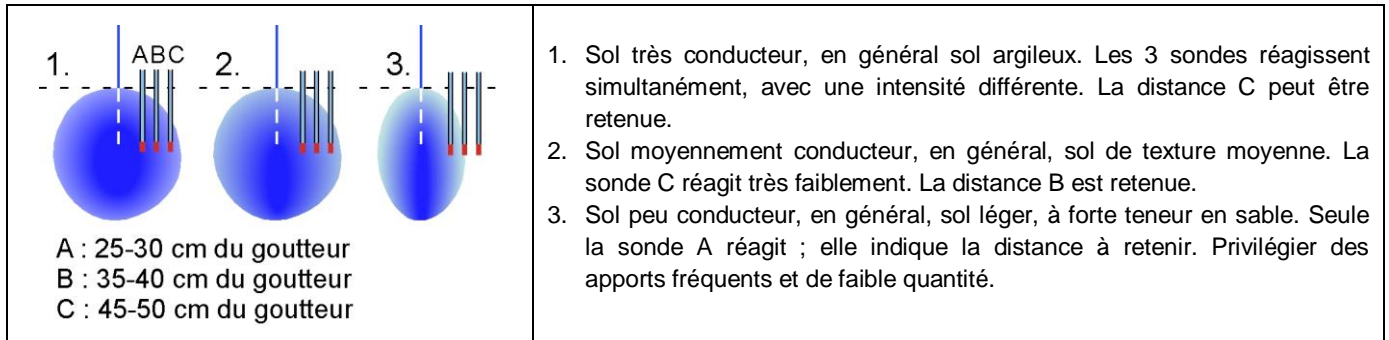 1.
ABC
2.
3.
A : 25-30 cm du goutteur
B : 35-40 cm du goutteur
C : 45-50 cm du goutteur
1. Sol très conducteur, en général sol argileux. Les 3 sondes réagissent
simultanément, avec une intensité différente. La distance C peut être
retenue.
2. Sol moyennement conducteur, en général, sol de texture moyenne. La
sonde C réagit très faiblement. La distance B est retenue.
3. Sol peu conducteur, en général, sol léger, à forte teneur en sable. Seule
la sonde A réagit ; elle indique la distance à retenir. Privilégier des
apports fréquents et de faible quantité.